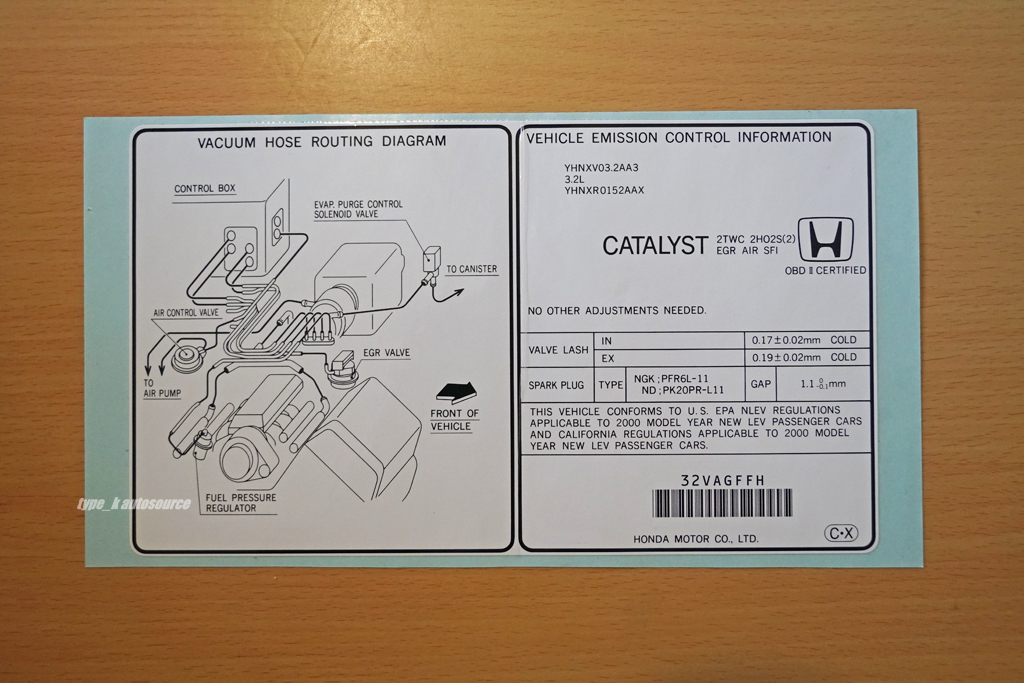 VACUUM HOSE ROUTING DIAGRAM
CONTROL BOX
EVAP. PURGE CONTROL
SOLENOID VALVE
TO CANISTER
AIR CONTROL VALVE
EGR VALVE
TO
AIR PUMP
FRONT OF
VEHICLE
FUEL PRESSURE
REGULATOR
type_k autosource
VEHICLE EMISSION CONTROL INFORMATION
YHNXV03.2AA3
3.2L
YHNXR0152AAX
CATALYST 2TWC 2HO2S(2)
EGR AIR SFI
OBD II CERTIFIED
NO OTHER ADJUSTMENTS NEEDED.
VALVE LASH IN 0.17±0.02mm COLD
EX 0.19±0.02mm COLD
SPARK PLUG TYPE NGK;PFR6L-11 GAP 1.1 0 -0.1 mm
ND;PK20PR-L11
THIS VEHICLE CONFORMS TO U.S. EPA NLEV REGULATIONS
APPLICABLE TO 2000 MODEL YEAR NEW LEV PASSENGER CARS
AND CALIFORNIA REGULATIONS APPLICABLE TO 2000 MODEL
YEAR NEW LEV PASSENGER CARS.
32VAGFFH
HONDA MOTOR CO., LTD.
C•X